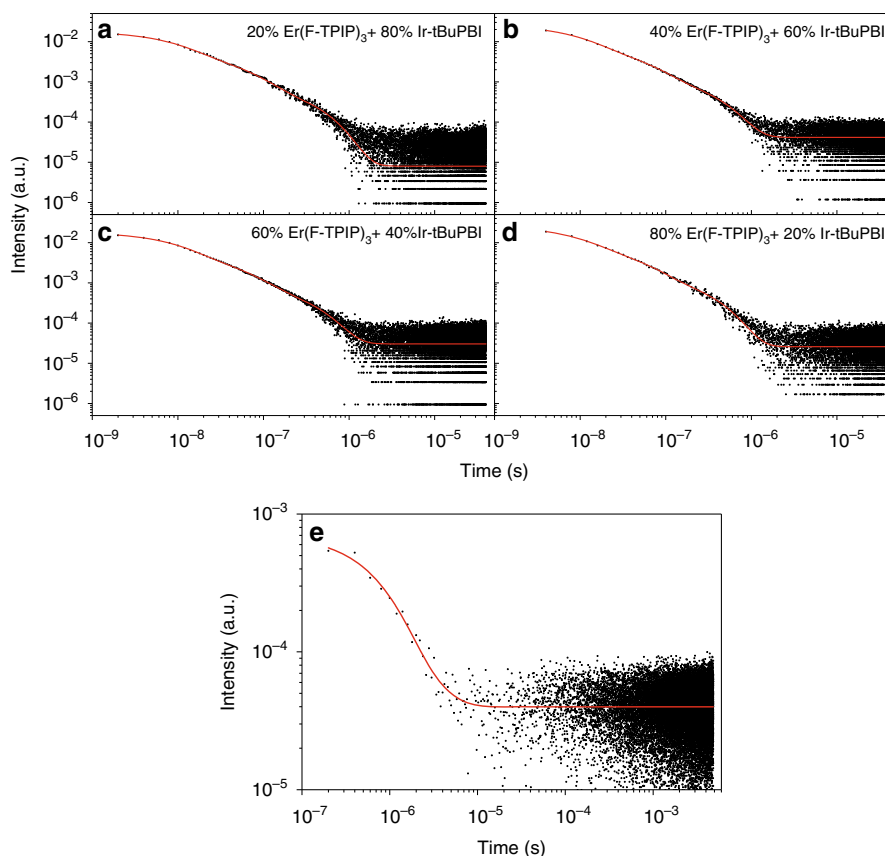 a 20% Er(F-TPIP)₃+ 80% Ir-tBuPBI
b 40% Er(F-TPIP)₃+ 60% Ir-tBuPBI
10⁻²
10⁻³
10⁻⁴
10⁻⁵
10⁻⁶
Intensity (a.u.)
c 60% Er(F-TPIP)₃+ 40%Ir-tBuPBI
d 80% Er(F-TPIP)₃+ 20% Ir-tBuPBI
10⁻²
10⁻³
10⁻⁴
10⁻⁵
10⁻⁶
10⁻⁹ 10⁻⁸ 10⁻⁷ 10⁻⁶ 10⁻⁵ 10⁻⁹ 10⁻⁸ 10⁻⁷ 10⁻⁶ 10⁻⁵
Time (s)
e
10⁻³
10⁻⁴
10⁻⁵
Intensity (a.u.)
10⁻⁷ 10⁻⁶ 10⁻⁵ 10⁻⁴ 10⁻³
Time (s)